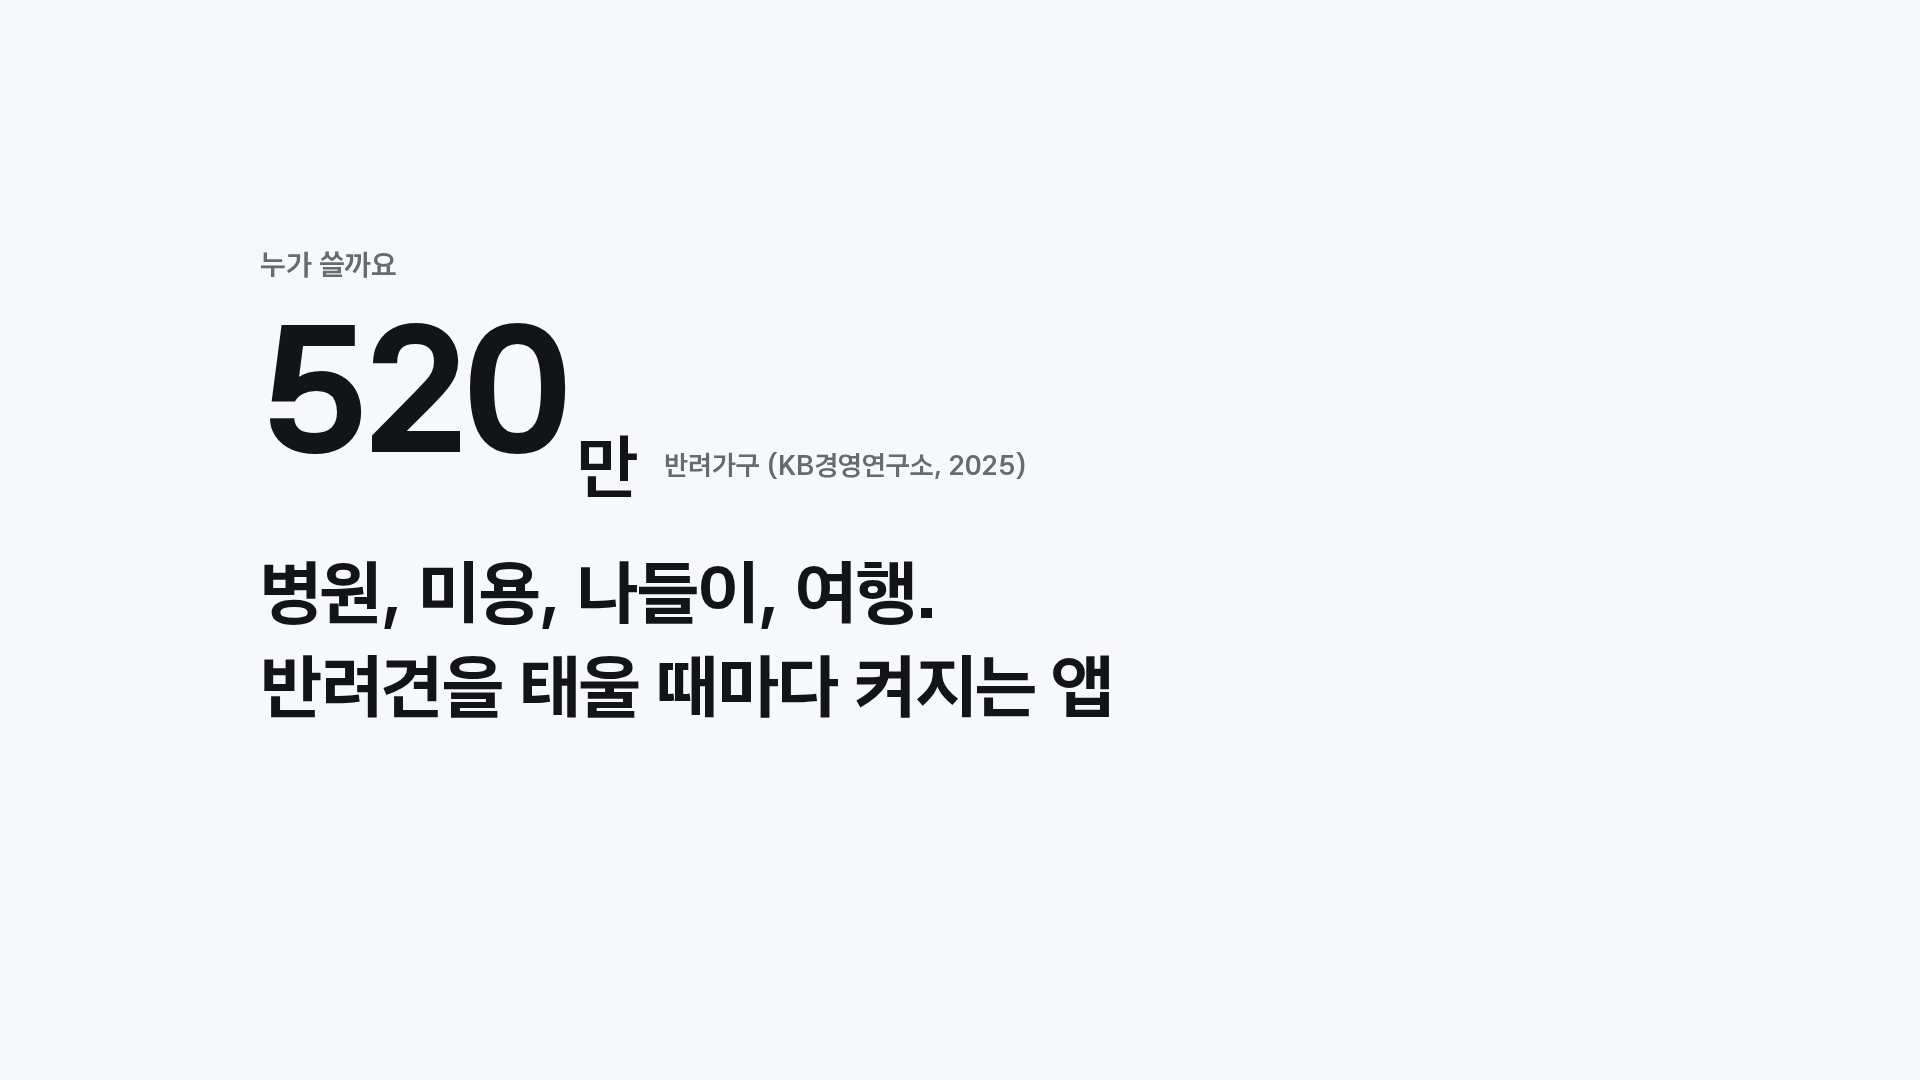 누가 쓸까요
520만 반려가구 (KB경영연구소, 2025)
병원, 미용, 나들이, 여행.
반려견을 태울 때마다 켜지는 앱